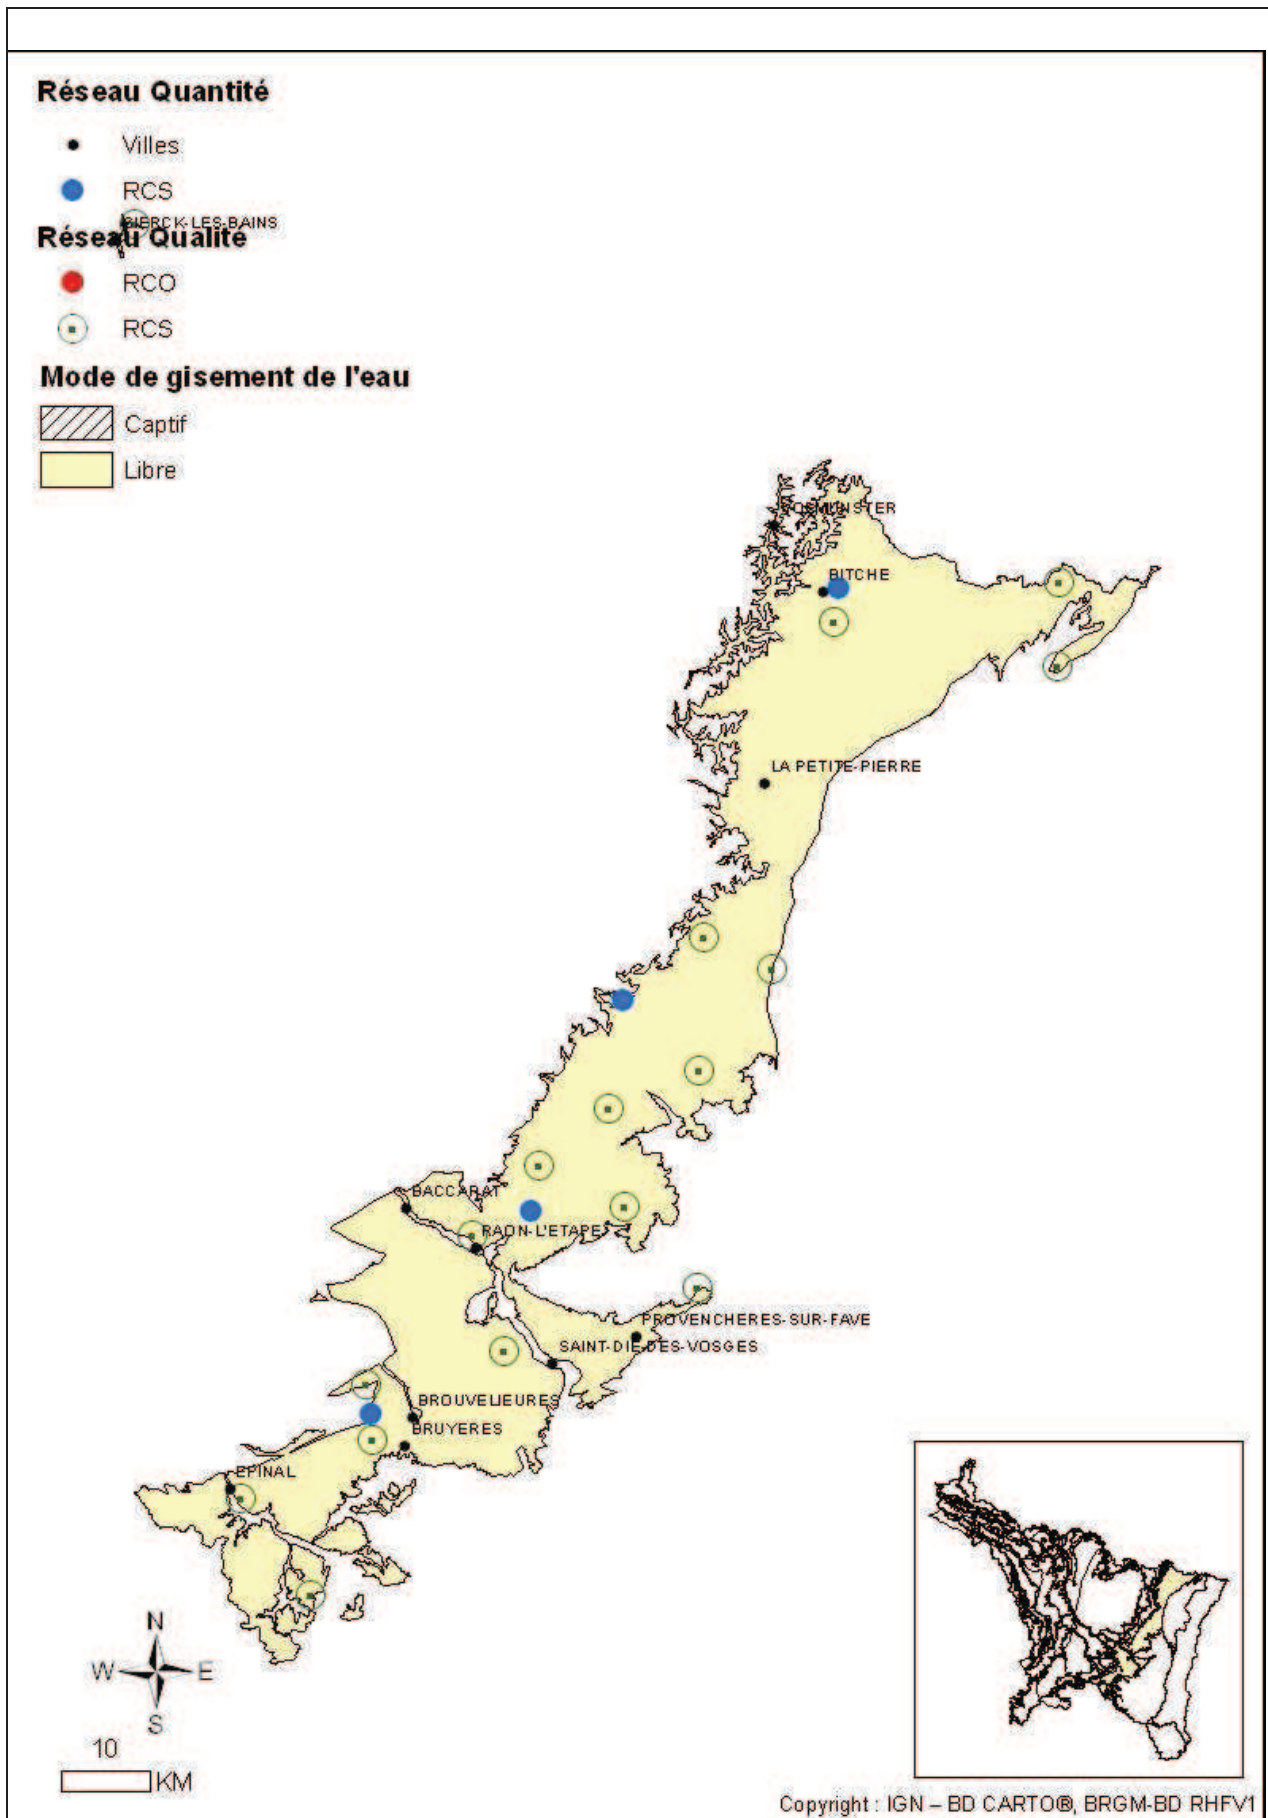 Réseau Quantité
Villes
RCS
SIERCK-LES-BAINS
Réseau Qualité
RCO
RCS
Mode de gisement de l'eau
Captif
Libre
VOLMUNSTER
BITCHE
LA PETITE-PIERRE
BACCARAT
RAON-L'ETAPE
PROVENCHERES-SUR-FAVE
SAINT-DIE-DES-VOSGES
BROUVELIEURES
BRUYERES
EPINAL
N
W E
S
10
KM
Copyright : IGN – BD CARTO®, BRGM-BD RHFV1